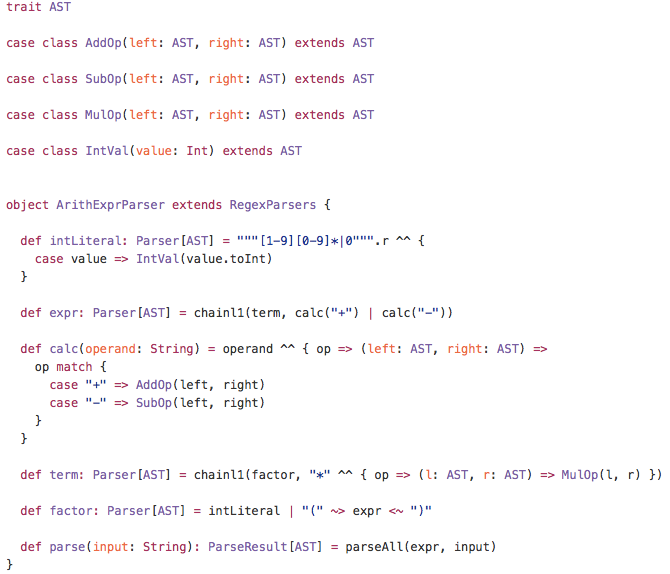 trait AST
case class AddOp(left: AST, right: AST) extends AST
case class SubOp(left: AST, right: AST) extends AST
case class MulOp(left: AST, right: AST) extends AST
case class IntVal(value: Int) extends AST
object ArithExprParser extends RegexParsers {
  def intLiteral: Parser[AST] = """[1-9][0-9]*|0""".r ^^ {
    case value => IntVal(value.toInt)
  }
  def expr: Parser[AST] = chainl1(term, calc("+") | calc("-"))
  def calc(operand: String) = operand ^^ { op => (left: AST, right: AST) =>
    op match {
      case "+" => AddOp(left, right)
      case "-" => SubOp(left, right)
    }
  }
  def term: Parser[AST] = chainl1(factor, "*" ^^ { op => (l: AST, r: AST) => MulOp(l, r) })
  def factor: Parser[AST] = intLiteral | "(" ~> expr <~ ")"
  def parse(input: String): ParseResult[AST] = parseAll(expr, input)
}